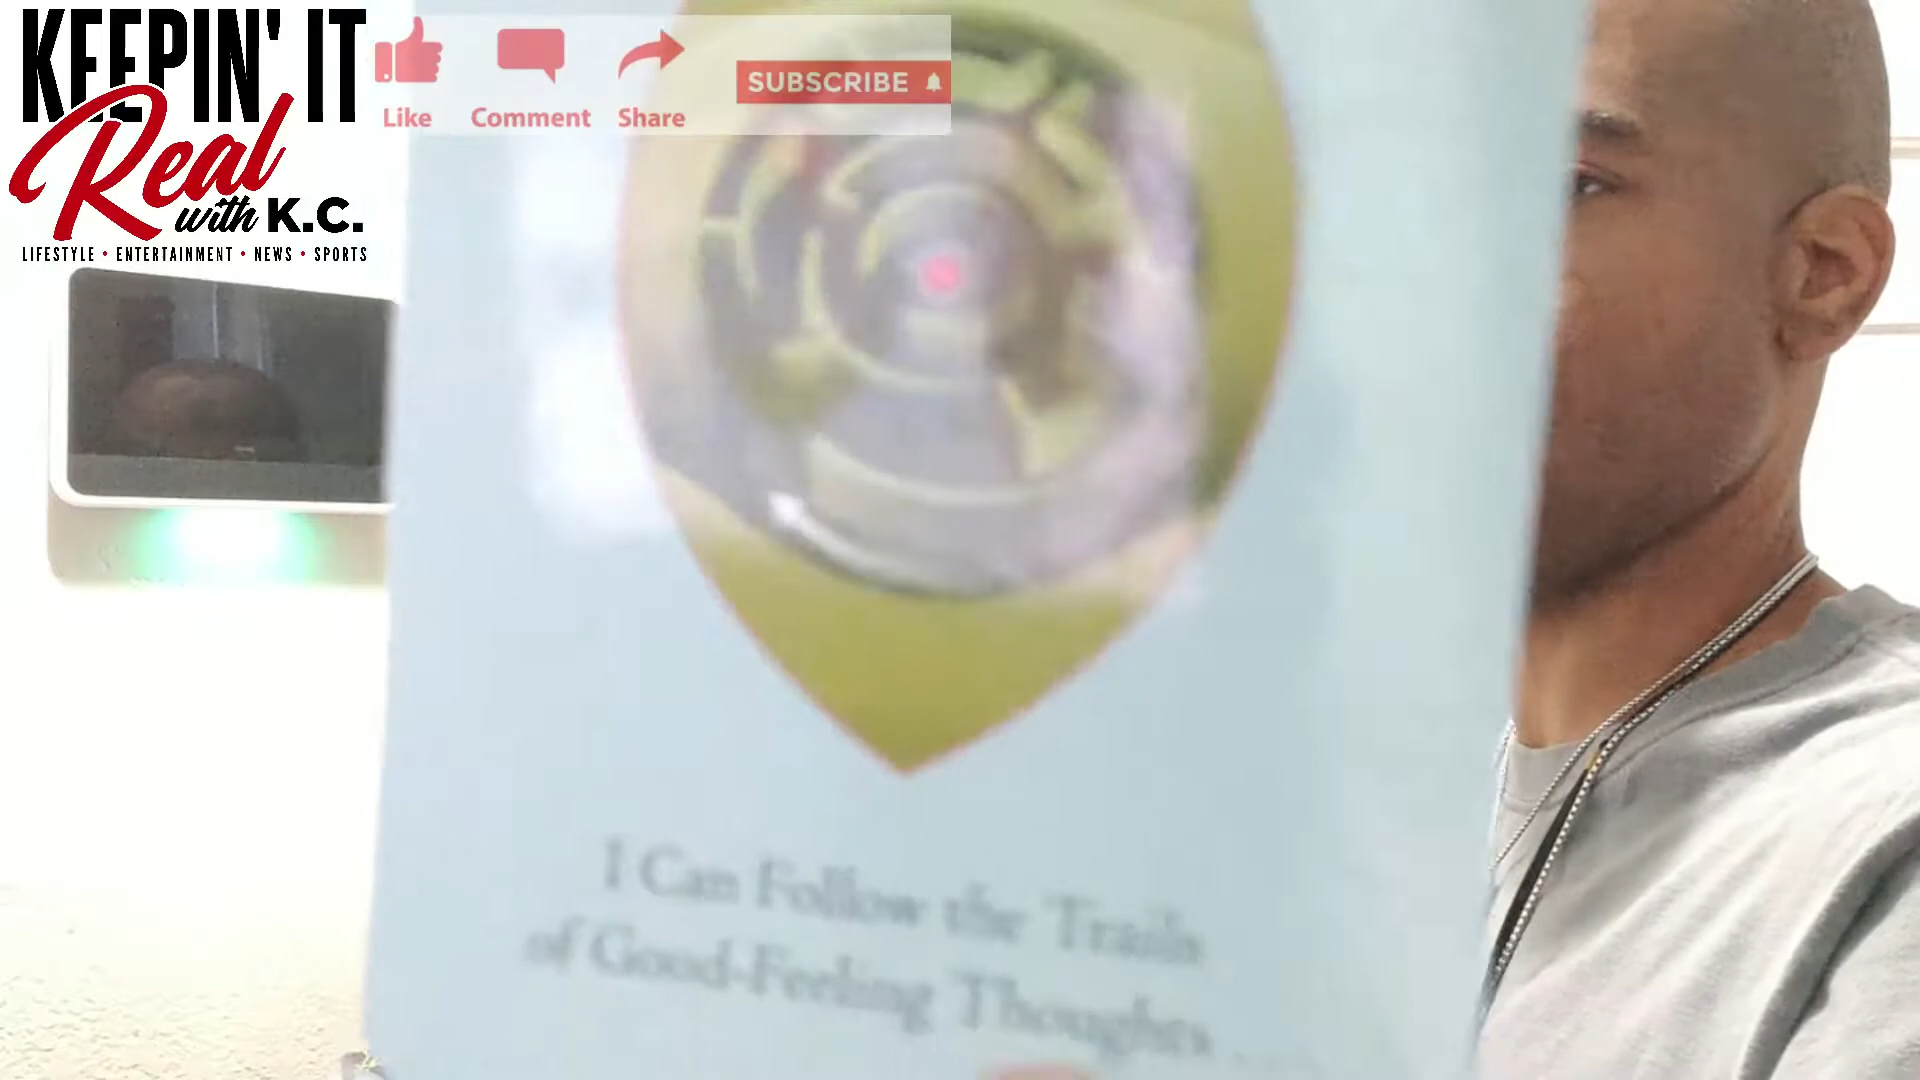 KEEPIN' IT
Real
with K.C.
LIFESTYLE • ENTERTAINMENT • NEWS • SPORTS
Like Comment Share
SUBSCRIBE
I Can Follow the Trails
of Good-Feeling Thoughts